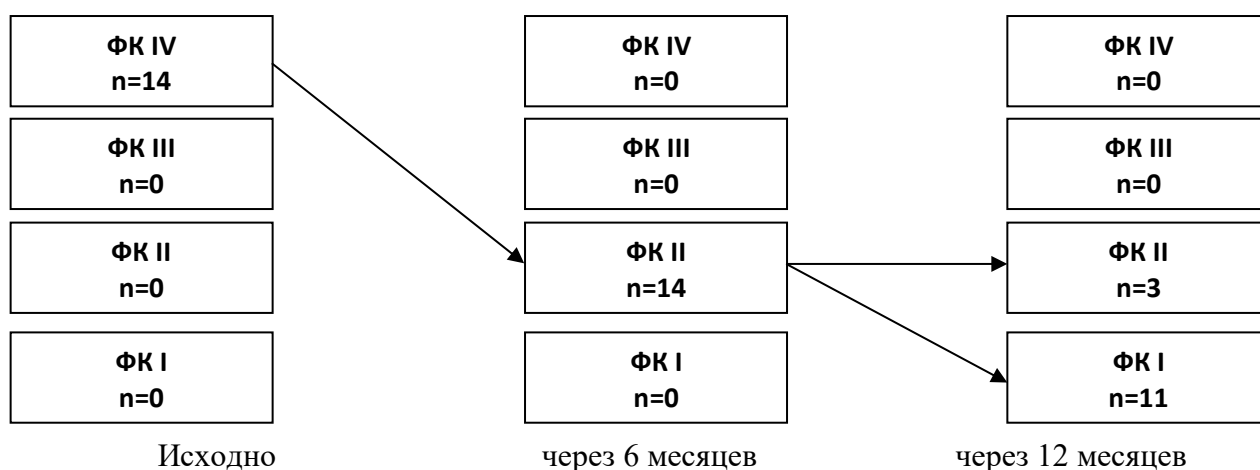 ФК IV
n=14
ФК IV
n=0
ФК IV
n=0
ФК III
n=0
ФК III
n=0
ФК III
n=0
ФК II
n=0
ФК II
n=14
ФК II
n=3
ФК I
n=0
ФК I
n=0
ФК I
n=11
Исходно
через 6 месяцев
через 12 месяцев